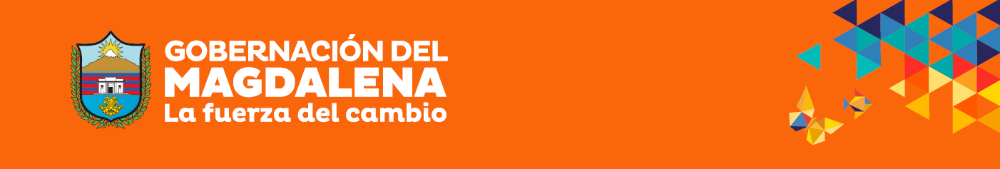 GOBERNACIÓN DEL
MAGDALENA
La fuerza del cambio